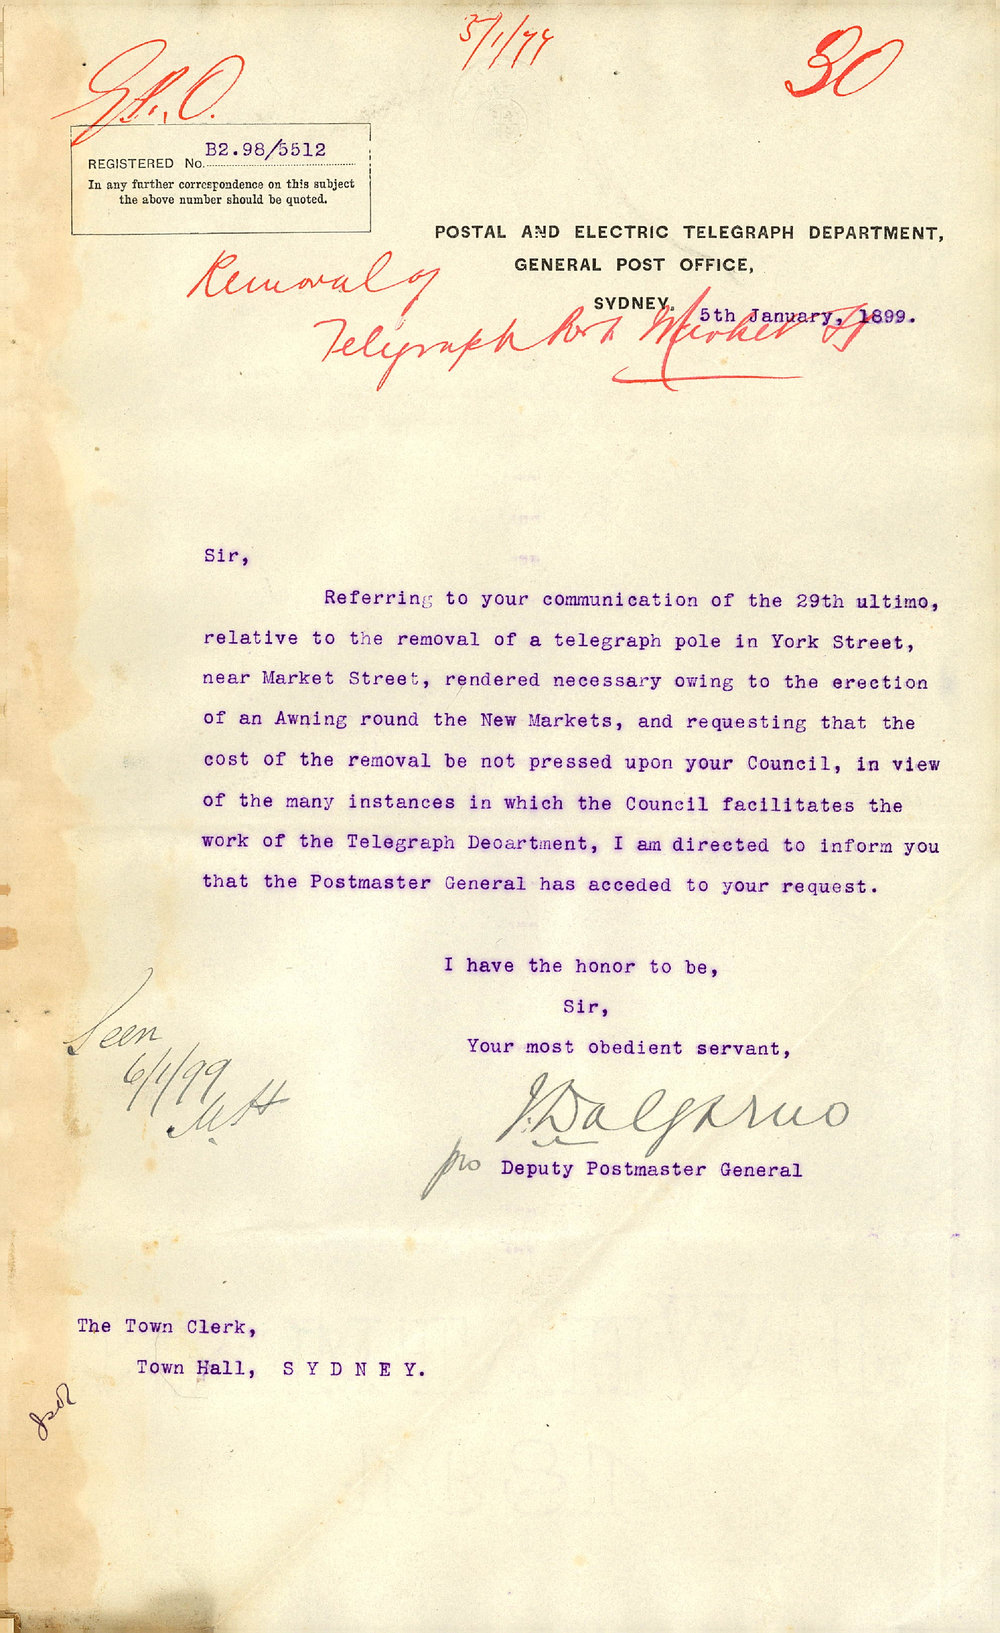 5/1/99
30
G.P.O.
REGISTERED No. B2.98/5512
In any further correspondence on this subject
the above number should be quoted.
POSTAL AND ELECTRIC TELEGRAPH DEPARTMENT,
GENERAL POST OFFICE,
SYDNEY. 5th January, 1899.
Removal of
Telegraph Post Market St
Sir,
Referring to your communication of the 29th ultimo,
relative to the removal of a telegraph pole in York Street,
near Market Street, rendered necessary owing to the erection
of an Awning round the New Markets, and requesting that the
cost of the removal be not pressed upon your Council, in view
of the many instances in which the Council facilitates the
work of the Telegraph Deoartment, I am directed to inform you
that the Postmaster General has acceded to your request.
I have the honor to be,
Sir,
Your most obedient servant,
J. Dalgarno
pro Deputy Postmaster General
Seen
6/1/99
The Town Clerk,
Town Hall, S Y D N E Y.